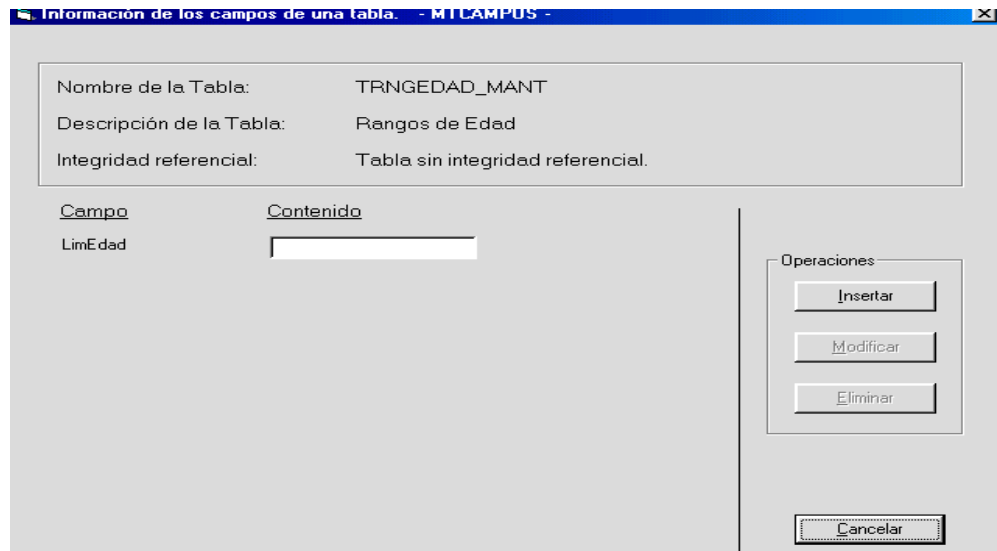 Información de los campos de una tabla. - MTCAMPUS -
Nombre de la Tabla: TRNGEDAD_MANT
Descripción de la Tabla: Rangos de Edad
Integridad referencial: Tabla sin integridad referencial.
Campo Contenido
LimEdad
Operaciones
Insertar
Modificar
Eliminar
Cancelar